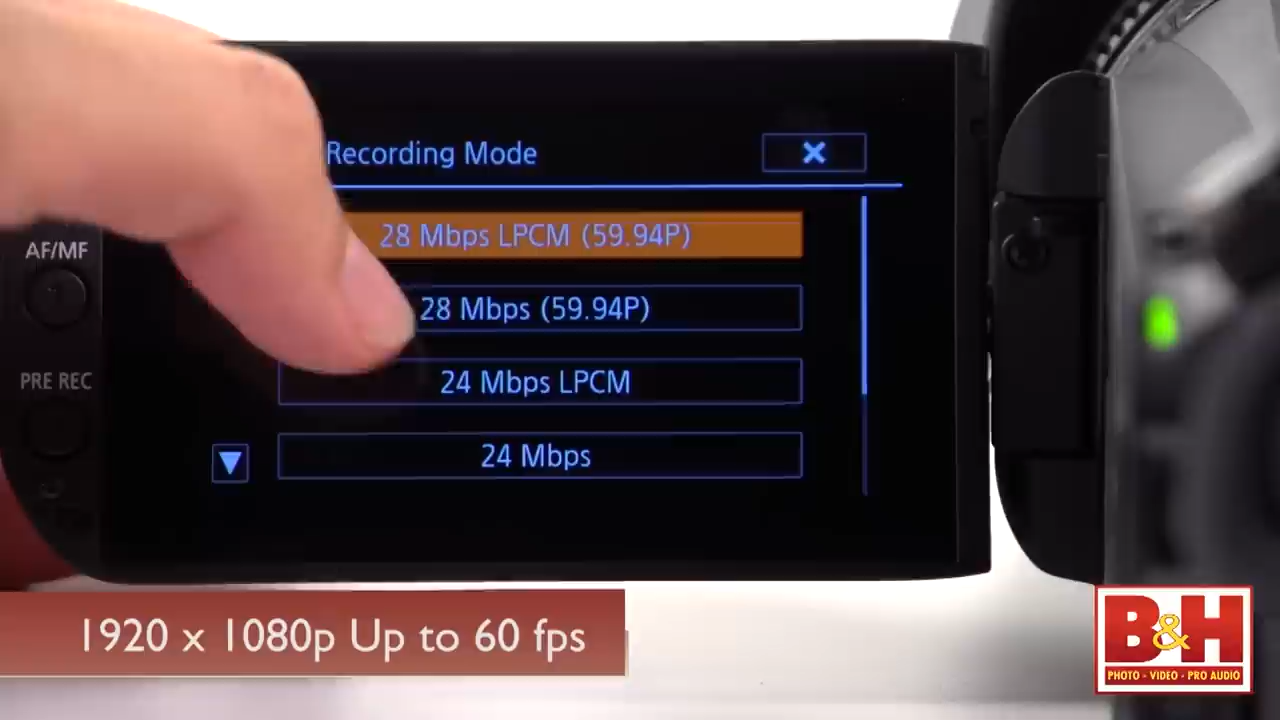 Recording Mode
28 Mbps LPCM (59.94P)
28 Mbps (59.94P)
24 Mbps LPCM
24 Mbps
AF/MF
PRE REC
1920 x 1080p Up to 60 fps
B&H
PHOTO - VIDEO - PRO AUDIO